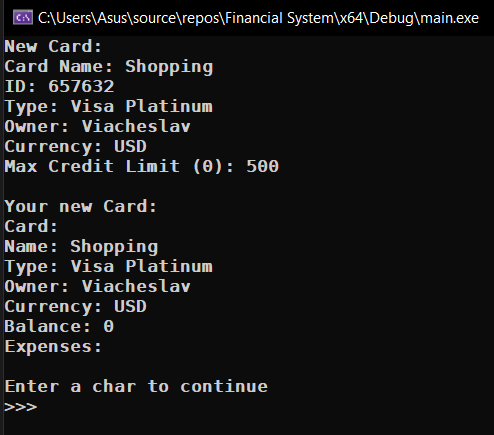 C:\Users\Asus\source\repos\Financial System\x64\Debug\main.exe
New Card:
Card Name: Shopping
ID: 657632
Type: Visa Platinum
Owner: Viacheslav
Currency: USD
Max Credit Limit (0): 500
Your new Card:
Card:
Name: Shopping
Type: Visa Platinum
Owner: Viacheslav
Currency: USD
Balance: 0
Expenses:
Enter a char to continue
>>>